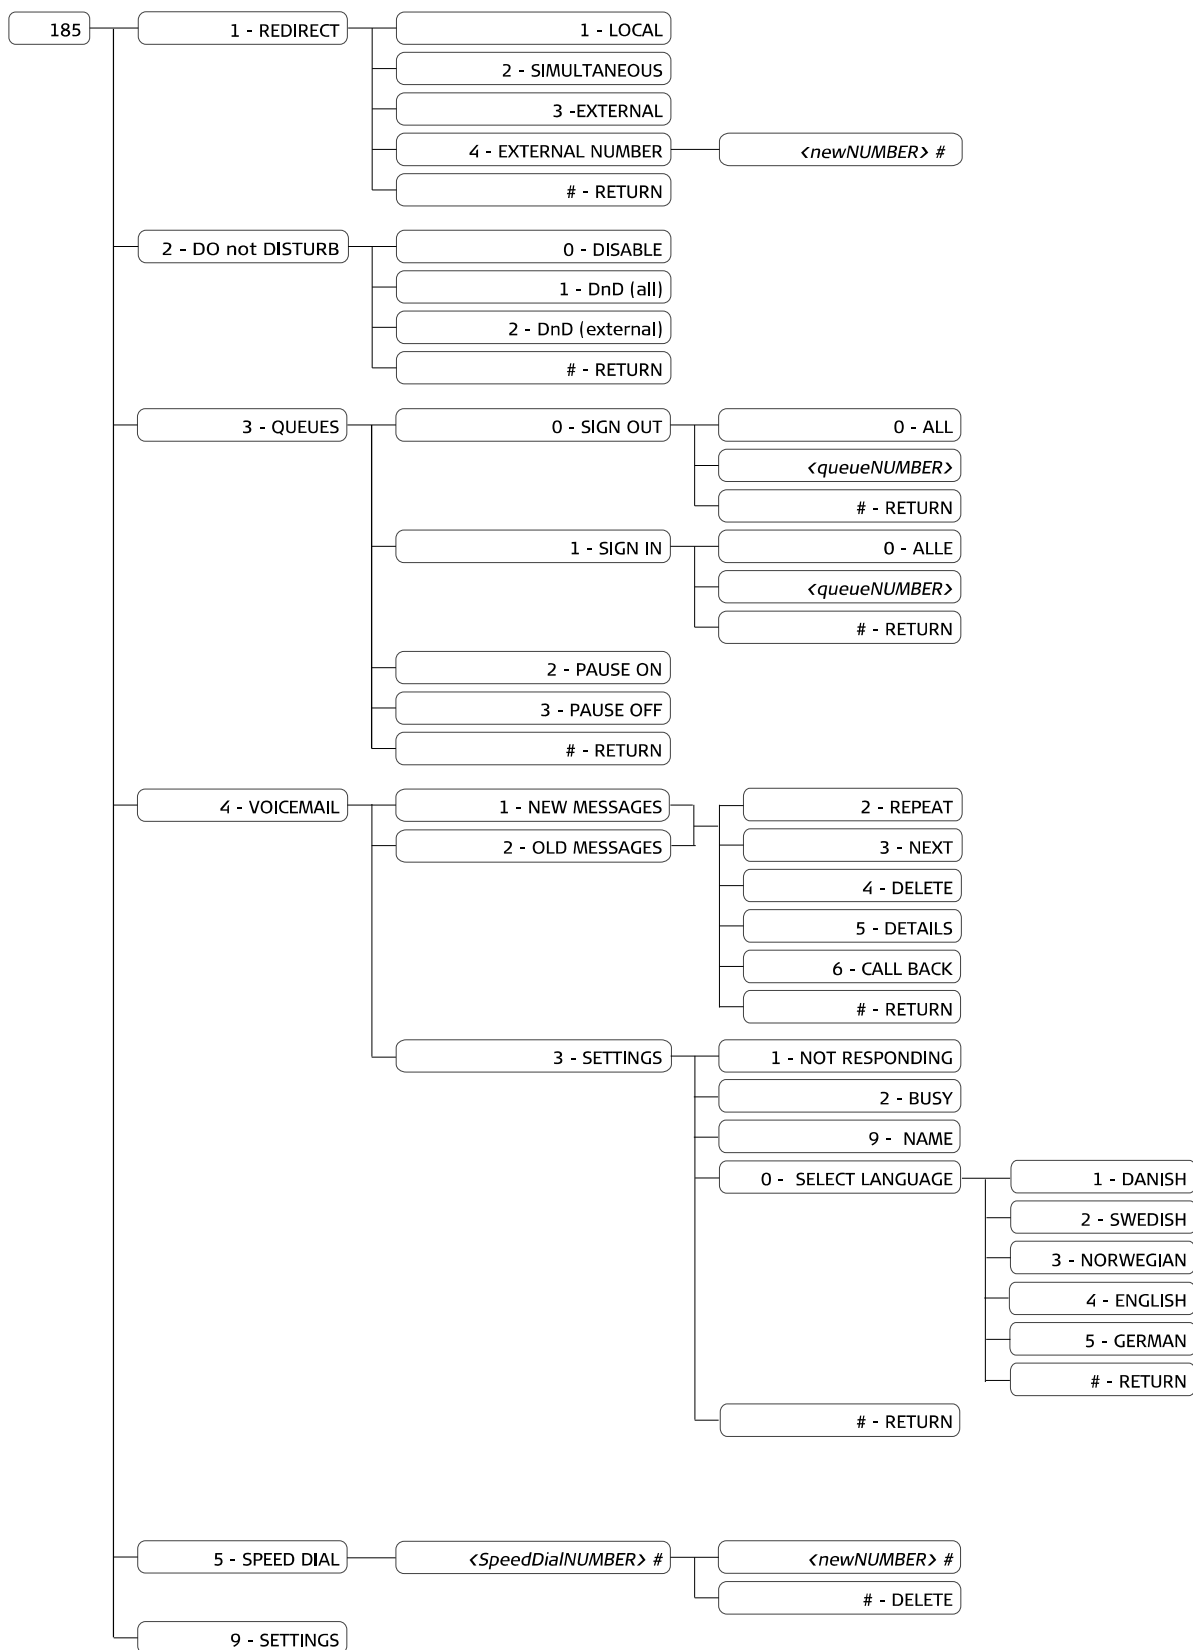 185
1 - REDIRECT
1 - LOCAL
2 - SIMULTANEOUS
3 -EXTERNAL
4 - EXTERNAL NUMBER
<newNUMBER> #
# - RETURN
2 - DO not DISTURB
0 - DISABLE
1 - DnD (all)
2 - DnD (external)
# - RETURN
3 - QUEUES
0 - SIGN OUT
0 - ALL
<queueNUMBER>
# - RETURN
1 - SIGN IN
0 - ALLE
<queueNUMBER>
# - RETURN
2 - PAUSE ON
3 - PAUSE OFF
# - RETURN
4 - VOICEMAIL
1 - NEW MESSAGES
2 - OLD MESSAGES
2 - REPEAT
3 - NEXT
4 - DELETE
5 - DETAILS
6 - CALL BACK
# - RETURN
3 - SETTINGS
1 - NOT RESPONDING
2 - BUSY
9 - NAME
0 - SELECT LANGUAGE
1 - DANISH
2 - SWEDISH
3 - NORWEGIAN
4 - ENGLISH
5 - GERMAN
# - RETURN
# - RETURN
5 - SPEED DIAL
<SpeedDialNUMBER> #
<newNUMBER> #
# - DELETE
9 - SETTINGS